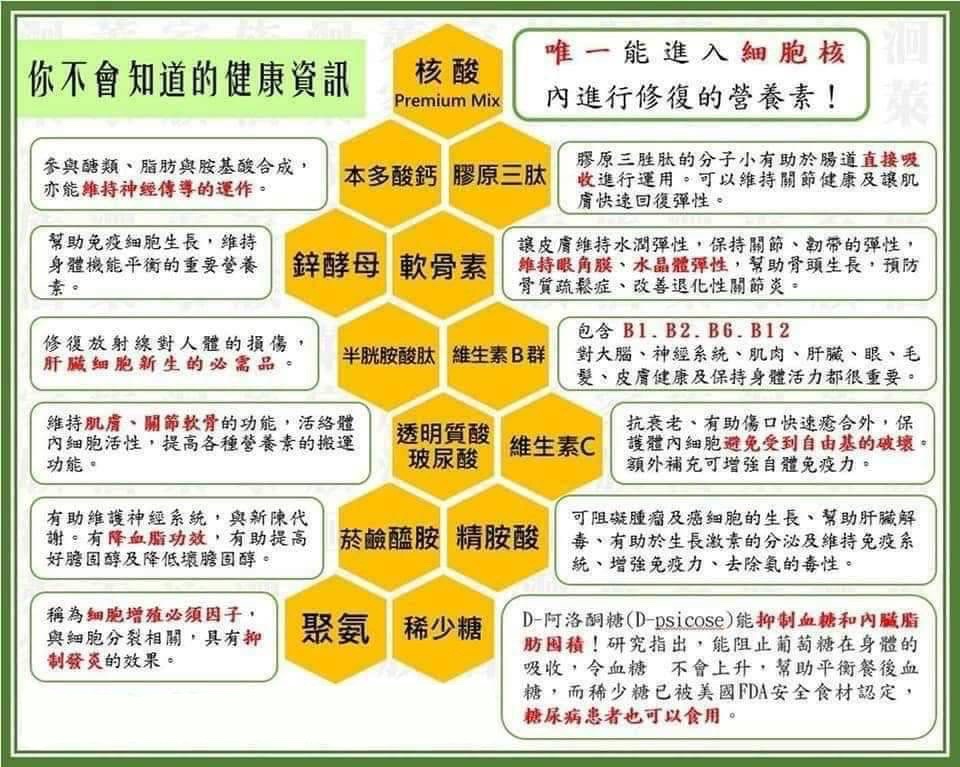 你不會知道的健康資訊
核酸
Premium Mix
唯一能進入細胞核
內進行修復的營養素！
參與醣類、脂肪與胺基酸合成，
亦能維持神經傳導的運作。
本多酸鈣
膠原三肽
膠原三胜肽的分子小有助於腸道直接吸
收進行運用。可以維持關節健康及讓肌
膚快速回復彈性。
幫助免疫細胞生長，維持
身體機能平衡的重要營養
素。
鋅酵母
軟骨素
讓皮膚維持水潤彈性，保持關節、韌帶的彈性，
維持眼角膜、水晶體彈性，幫助骨頭生長，預防
骨質疏鬆症、改善退化性關節炎。
修復放射線對人體的損傷，
肝臟細胞新生的必需品。
半胱胺酸肽
維生素B群
包含 B1.B2.B6.B12
對大腦、神經系統、肌肉、肝臟、眼、毛
髮、皮膚健康及保持身體活力都很重要。
維持肌膚、關節軟骨的功能，活絡體
內細胞活性，提高各種營養素的搬運
功能。
透明質酸
玻尿酸
維生素C
抗衰老、有助傷口快速癒合外，保
護體內細胞避免受到自由基的破壞。
額外補充可增強自體免疫力。
有助維護神經系統，與新陳代
謝。有降血脂功效，有助提高
好膽固醇及降低壞膽固醇。
菸鹼醯胺
精胺酸
可阻礙腫瘤及癌細胞的生長、幫助肝臟解
毒、有助於生長激素的分泌及維持免疫系
統、增強免疫力、去除氨的毒性。
稱為細胞增殖必須因子，
與細胞分裂相關，具有抑
制發炎的效果。
聚氨
稀少糖
D-阿洛酮糖(D-psicose)能抑制血糖和內臟脂
肪囤積！研究指出，能阻止葡萄糖在身體的
吸收，令血糖 不會上升，幫助平衡餐後血
糖，而稀少糖已被美國FDA安全食材認定，
糖尿病患者也可以食用。